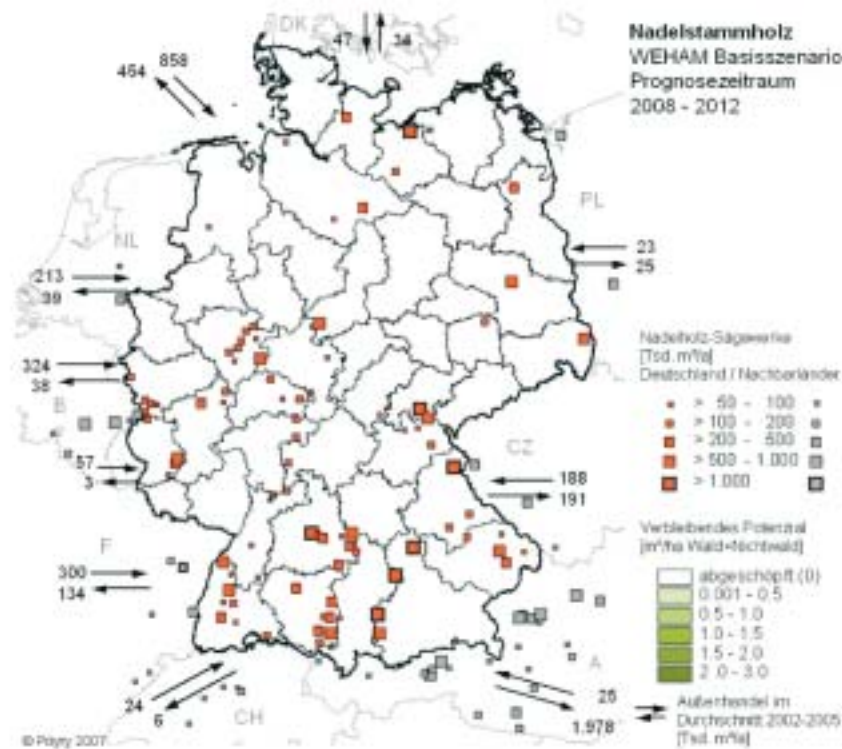 Nadelstammholz
WEHAM Basisszenario
Prognosezeitraum
2008 - 2012
DK
47
34
858
454
NL
PL
213
39
23
25
324
38
B
57
3
CZ
188
191
F
300
134
24
6
CH
A
25
1.978
Nadelholz-Sägewerke
[Tsd. m³/a]
Deutschland / Nachbarländer
> 50 - 100
> 100 - 200
> 200 - 500
> 500 - 1.000
> 1.000
Verbleibendes Potenzial
[m³/ha Wald+Nichtwald]
abgeschöpft (0)
0.001 - 0.5
0.5 - 1.0
1.0 - 1.5
1.5 - 2.0
2.0 - 3.0
Außenhandel im
Durchschnitt 2002-2005
[Tsd. m³/a]
© Pöyry 2007